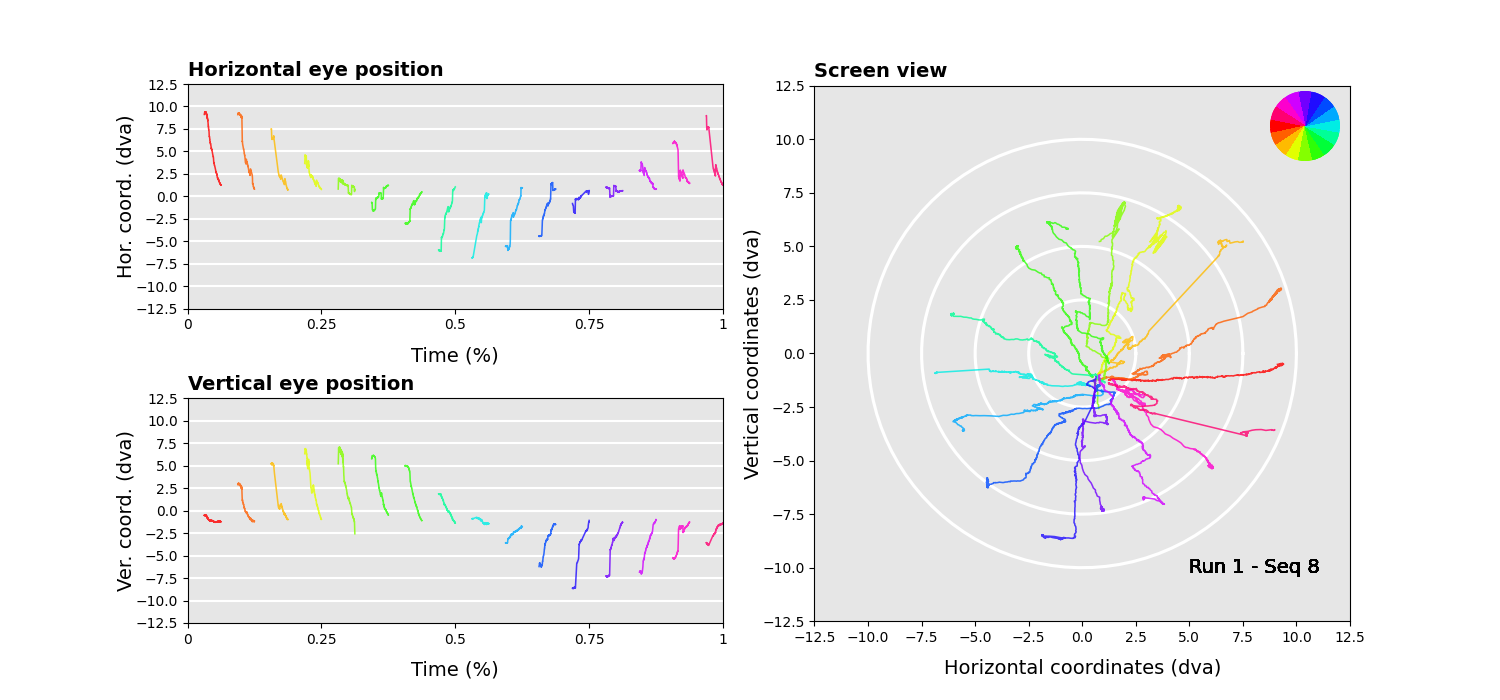 Horizontal eye position
Hor. coord. (dva)
12.5
10.0
7.5
5.0
2.5
0.0
−2.5
−5.0
−7.5
−10.0
−12.5
0 0.25 0.5 0.75 1
Time (%)
Vertical eye position
Ver. coord. (dva)
12.5
10.0
7.5
5.0
2.5
0.0
−2.5
−5.0
−7.5
−10.0
−12.5
0 0.25 0.5 0.75 1
Time (%)
Screen view
Vertical coordinates (dva)
12.5
10.0
7.5
5.0
2.5
0.0
−2.5
−5.0
−7.5
−10.0
−12.5
Run 1 - Seq 8
−12.5 −10.0 −7.5 −5.0 −2.5 0.0 2.5 5.0 7.5 10.0 12.5
Horizontal coordinates (dva)